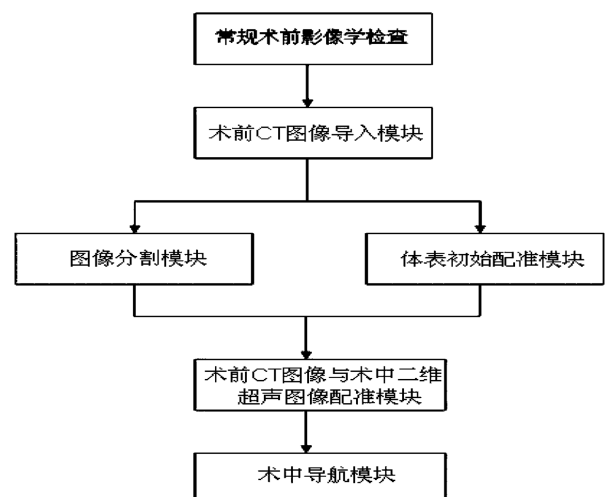 常规术前影像学检查
术前CT图像导入模块
图像分割模块
体表初始配准模块
术前CT图像与术中二维
超声图像配准模块
术中导航模块